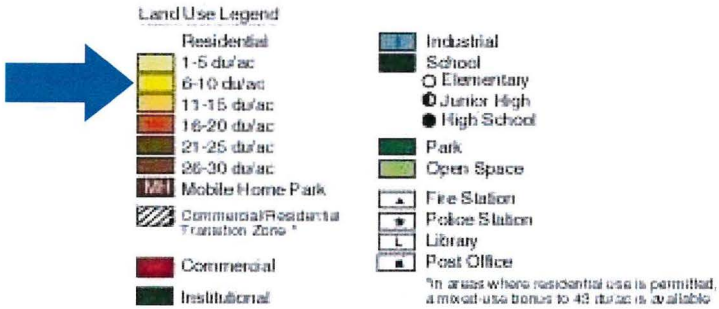 Land Use Legend
Residential
1-5 du/ac
6-10 du/ac
11-15 du/ac
16-20 du/ac
21-25 du/ac
26-30 du/ac
MH Mobile Home Park
Commercial/Residential
Transition Zone *
Commercial
Institutional
Industrial
School
Elementary
Junior High
High School
Park
Open Space
Fire Station
Police Station
L Library
Post Office
*In areas where residential use is permitted,
a mixed-use bonus to 43 du/ac is available